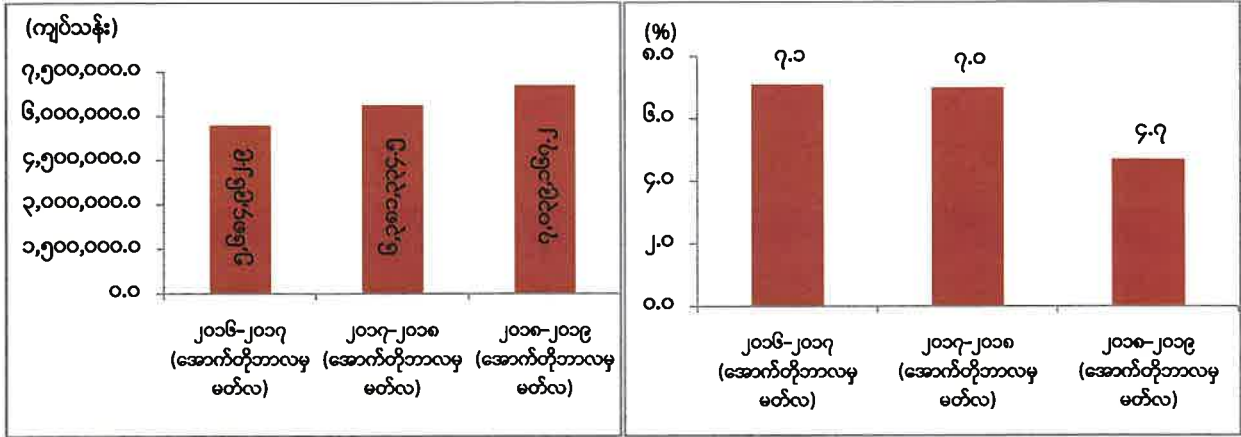 (ကျပ်သန်း)
၇,၅၀၀,၀၀၀.၀
၆,၀၀၀,၀၀၀.၀
၄,၅၀၀,၀၀၀.၀
၃,၀၀၀,၀၀၀.၀
၁,၅၀၀,၀၀၀.၀
၀.၀
၂၀၁၆-၂၀၁၇
(အောက်တိုဘာလမှ
မတ်လ)
၂၀၁၇-၂၀၁၈
(အောက်တိုဘာလမှ
မတ်လ)
၂၀၁၈-၂၀၁၉
(အောက်တိုဘာလမှ
မတ်လ)
(%)
၈.၀
၆.၀
၄.၀
၂.၀
၀.၀
၇.၁
၇.၀
၄.၇
၂၀၁၆-၂၀၁၇
(အောက်တိုဘာလမှ
မတ်လ)
၂၀၁၇-၂၀၁၈
(အောက်တိုဘာလမှ
မတ်လ)
၂၀၁၈-၂၀၁၉
(အောက်တိုဘာလမှ
မတ်လ)